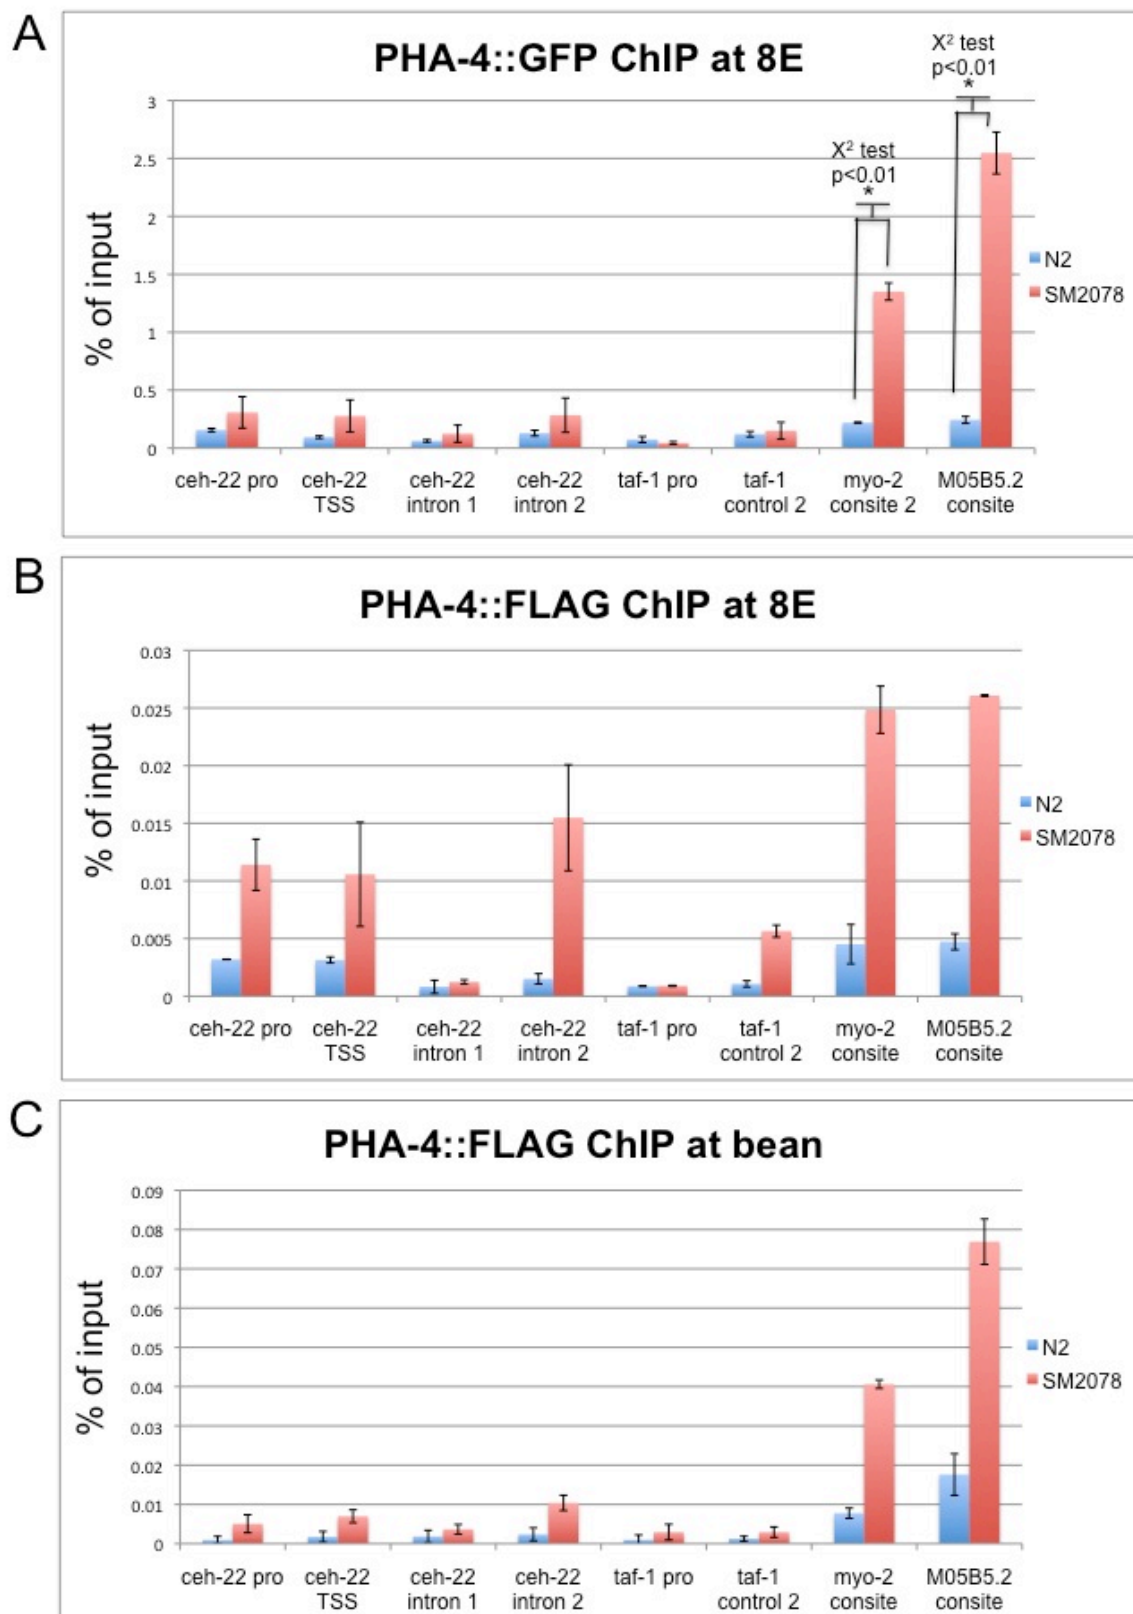 A
PHA-4::GFP ChIP at 8E
X² test
p<0.01
*
X² test
p<0.01
*
% of input
3
2.5
2
1.5
1
0.5
0
N2
SM2078
ceh-22 pro
ceh-22
TSS
ceh-22
intron 1
ceh-22
intron 2
taf-1 pro
taf-1
control 2
myo-2
consite 2
M05B5.2
consite
B
PHA-4::FLAG ChIP at 8E
% of input
0.03
0.025
0.02
0.015
0.01
0.005
0
N2
SM2078
ceh-22 pro
ceh-22
TSS
ceh-22
intron 1
ceh-22
intron 2
taf-1 pro
taf-1
control 2
myo-2
consite
M05B5.2
consite
C
PHA-4::FLAG ChIP at bean
% of input
0.09
0.08
0.07
0.06
0.05
0.04
0.03
0.02
0.01
0
N2
SM2078
ceh-22 pro
ceh-22
TSS
ceh-22
intron 1
ceh-22
intron 2
taf-1 pro
taf-1
control 2
myo-2
consite
M05B5.2
consite